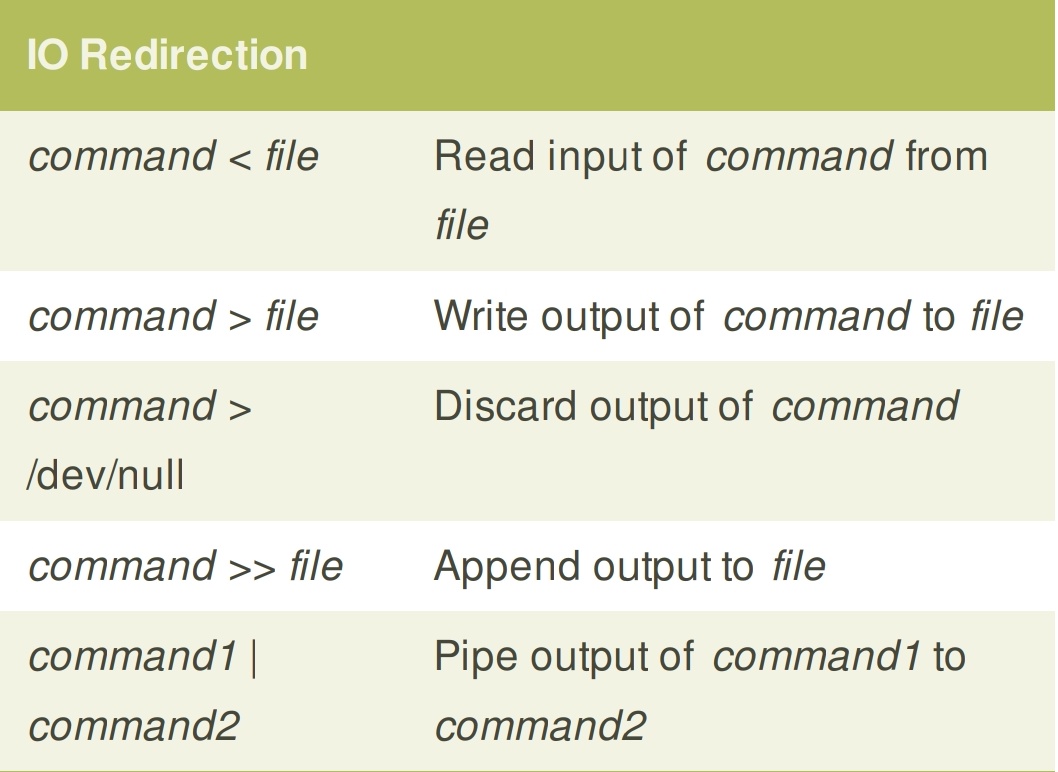 IO Redirection
command < file Read input of command from
file
command > file Write output of command to file
command > Discard output of command
/dev/null
command >> file Append output to file
command1 | Pipe output of command1 to
command2 command2